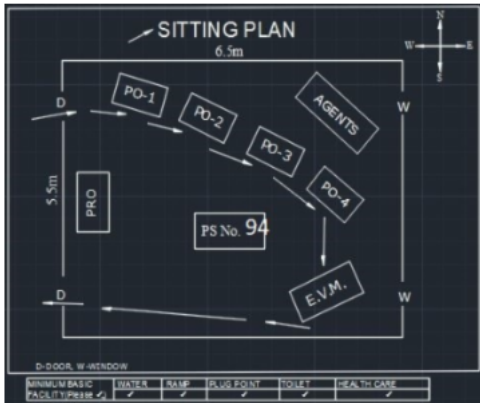 SITTING PLAN
6.5m
N
W E
S
D
PO-1
PO-2
AGENTS
W
PO-3
PO-4
5.5m
PRO
PS No. 94
E.V.M.
D
W
D-DOOR, W-WINDOW
MINIMUM BASIC WATER RAMP PLUG POINT TOILET HEALTH CARE
FACILITY(Please ✓) ✓ ✓ ✓ ✓ ✓